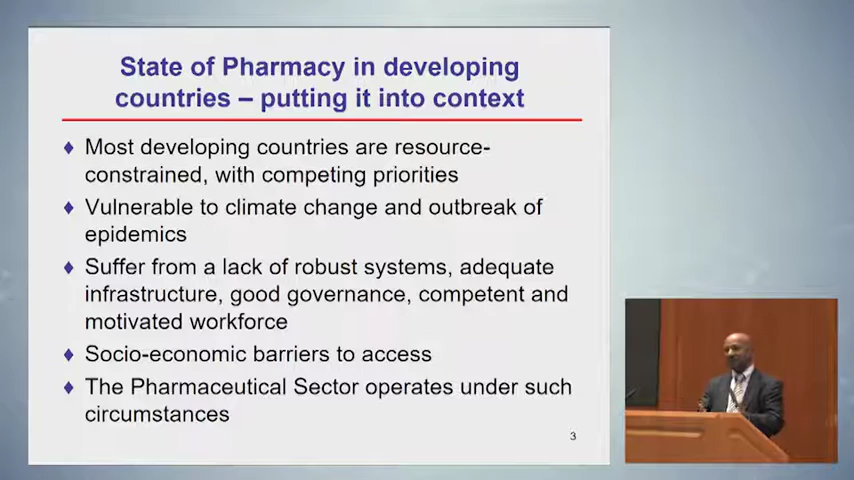 State of Pharmacy in developing
countries – putting it into context
♦ Most developing countries are resource-
constrained, with competing priorities
♦ Vulnerable to climate change and outbreak of
epidemics
♦ Suffer from a lack of robust systems, adequate
infrastructure, good governance, competent and
motivated workforce
♦ Socio-economic barriers to access
♦ The Pharmaceutical Sector operates under such
circumstances
3